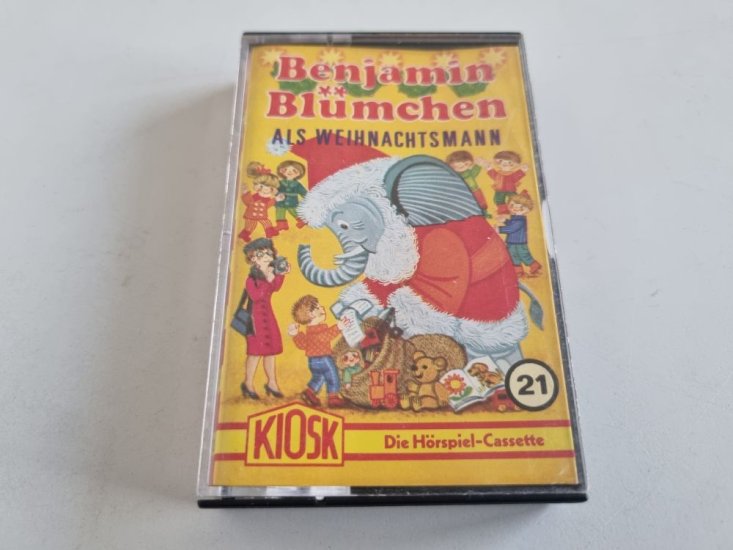 Benjamin
Blümchen
ALS WEIHNACHTSMANN
21
KIOSK
Die Hörspiel-Cassette